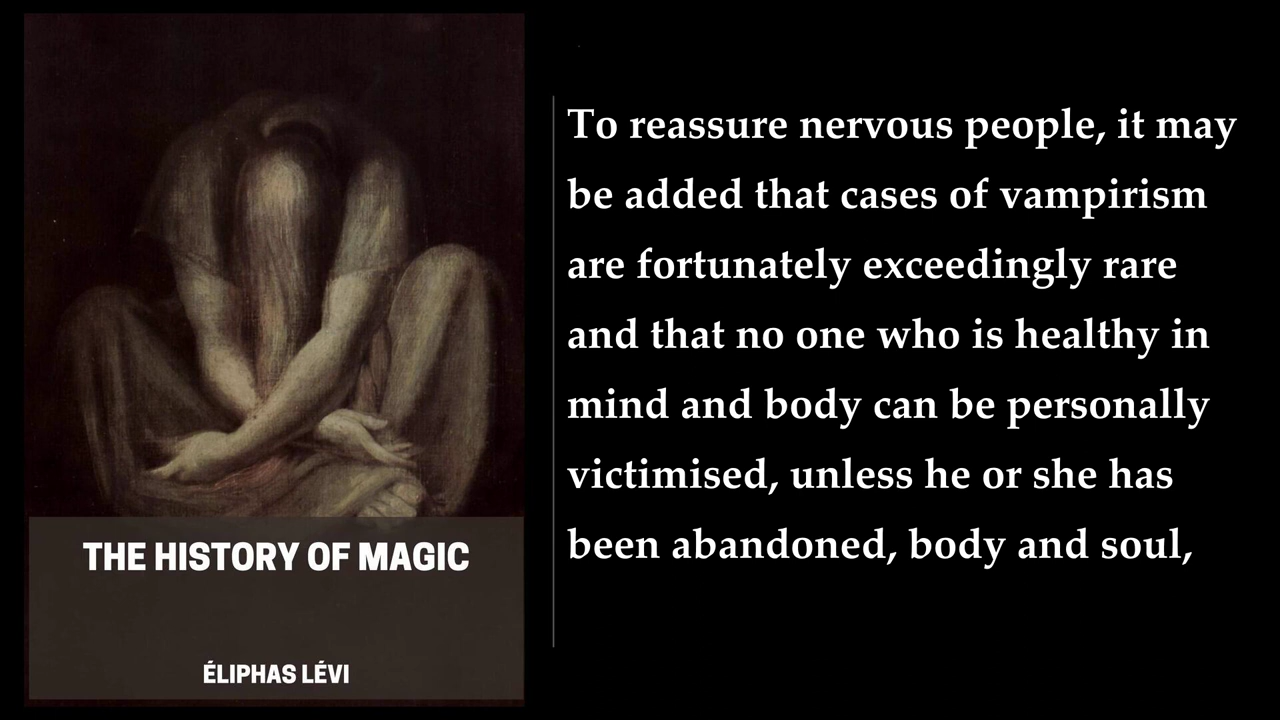 THE HISTORY OF MAGIC
ÉLIPHAS LÉVI
To reassure nervous people, it may
be added that cases of vampirism
are fortunately exceedingly rare
and that no one who is healthy in
mind and body can be personally
victimised, unless he or she has
been abandoned, body and soul,